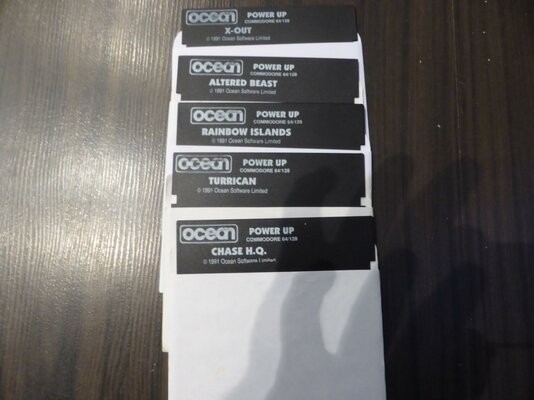 ocean POWER UP
COMMODORE 64/128
X-OUT
© 1991 Ocean Software Limited
ocean POWER UP
COMMODORE 64/128
ALTERED BEAST
© 1991 Ocean Software Limited
ocean POWER UP
COMMODORE 64/128
RAINBOW ISLANDS
© 1991 Ocean Software Limited
ocean POWER UP
COMMODORE 64/128
TURRICAN
© 1991 Ocean Software Limited
ocean POWER UP
COMMODORE 64/128
CHASE H.Q.
© 1991 Ocean Software Limited